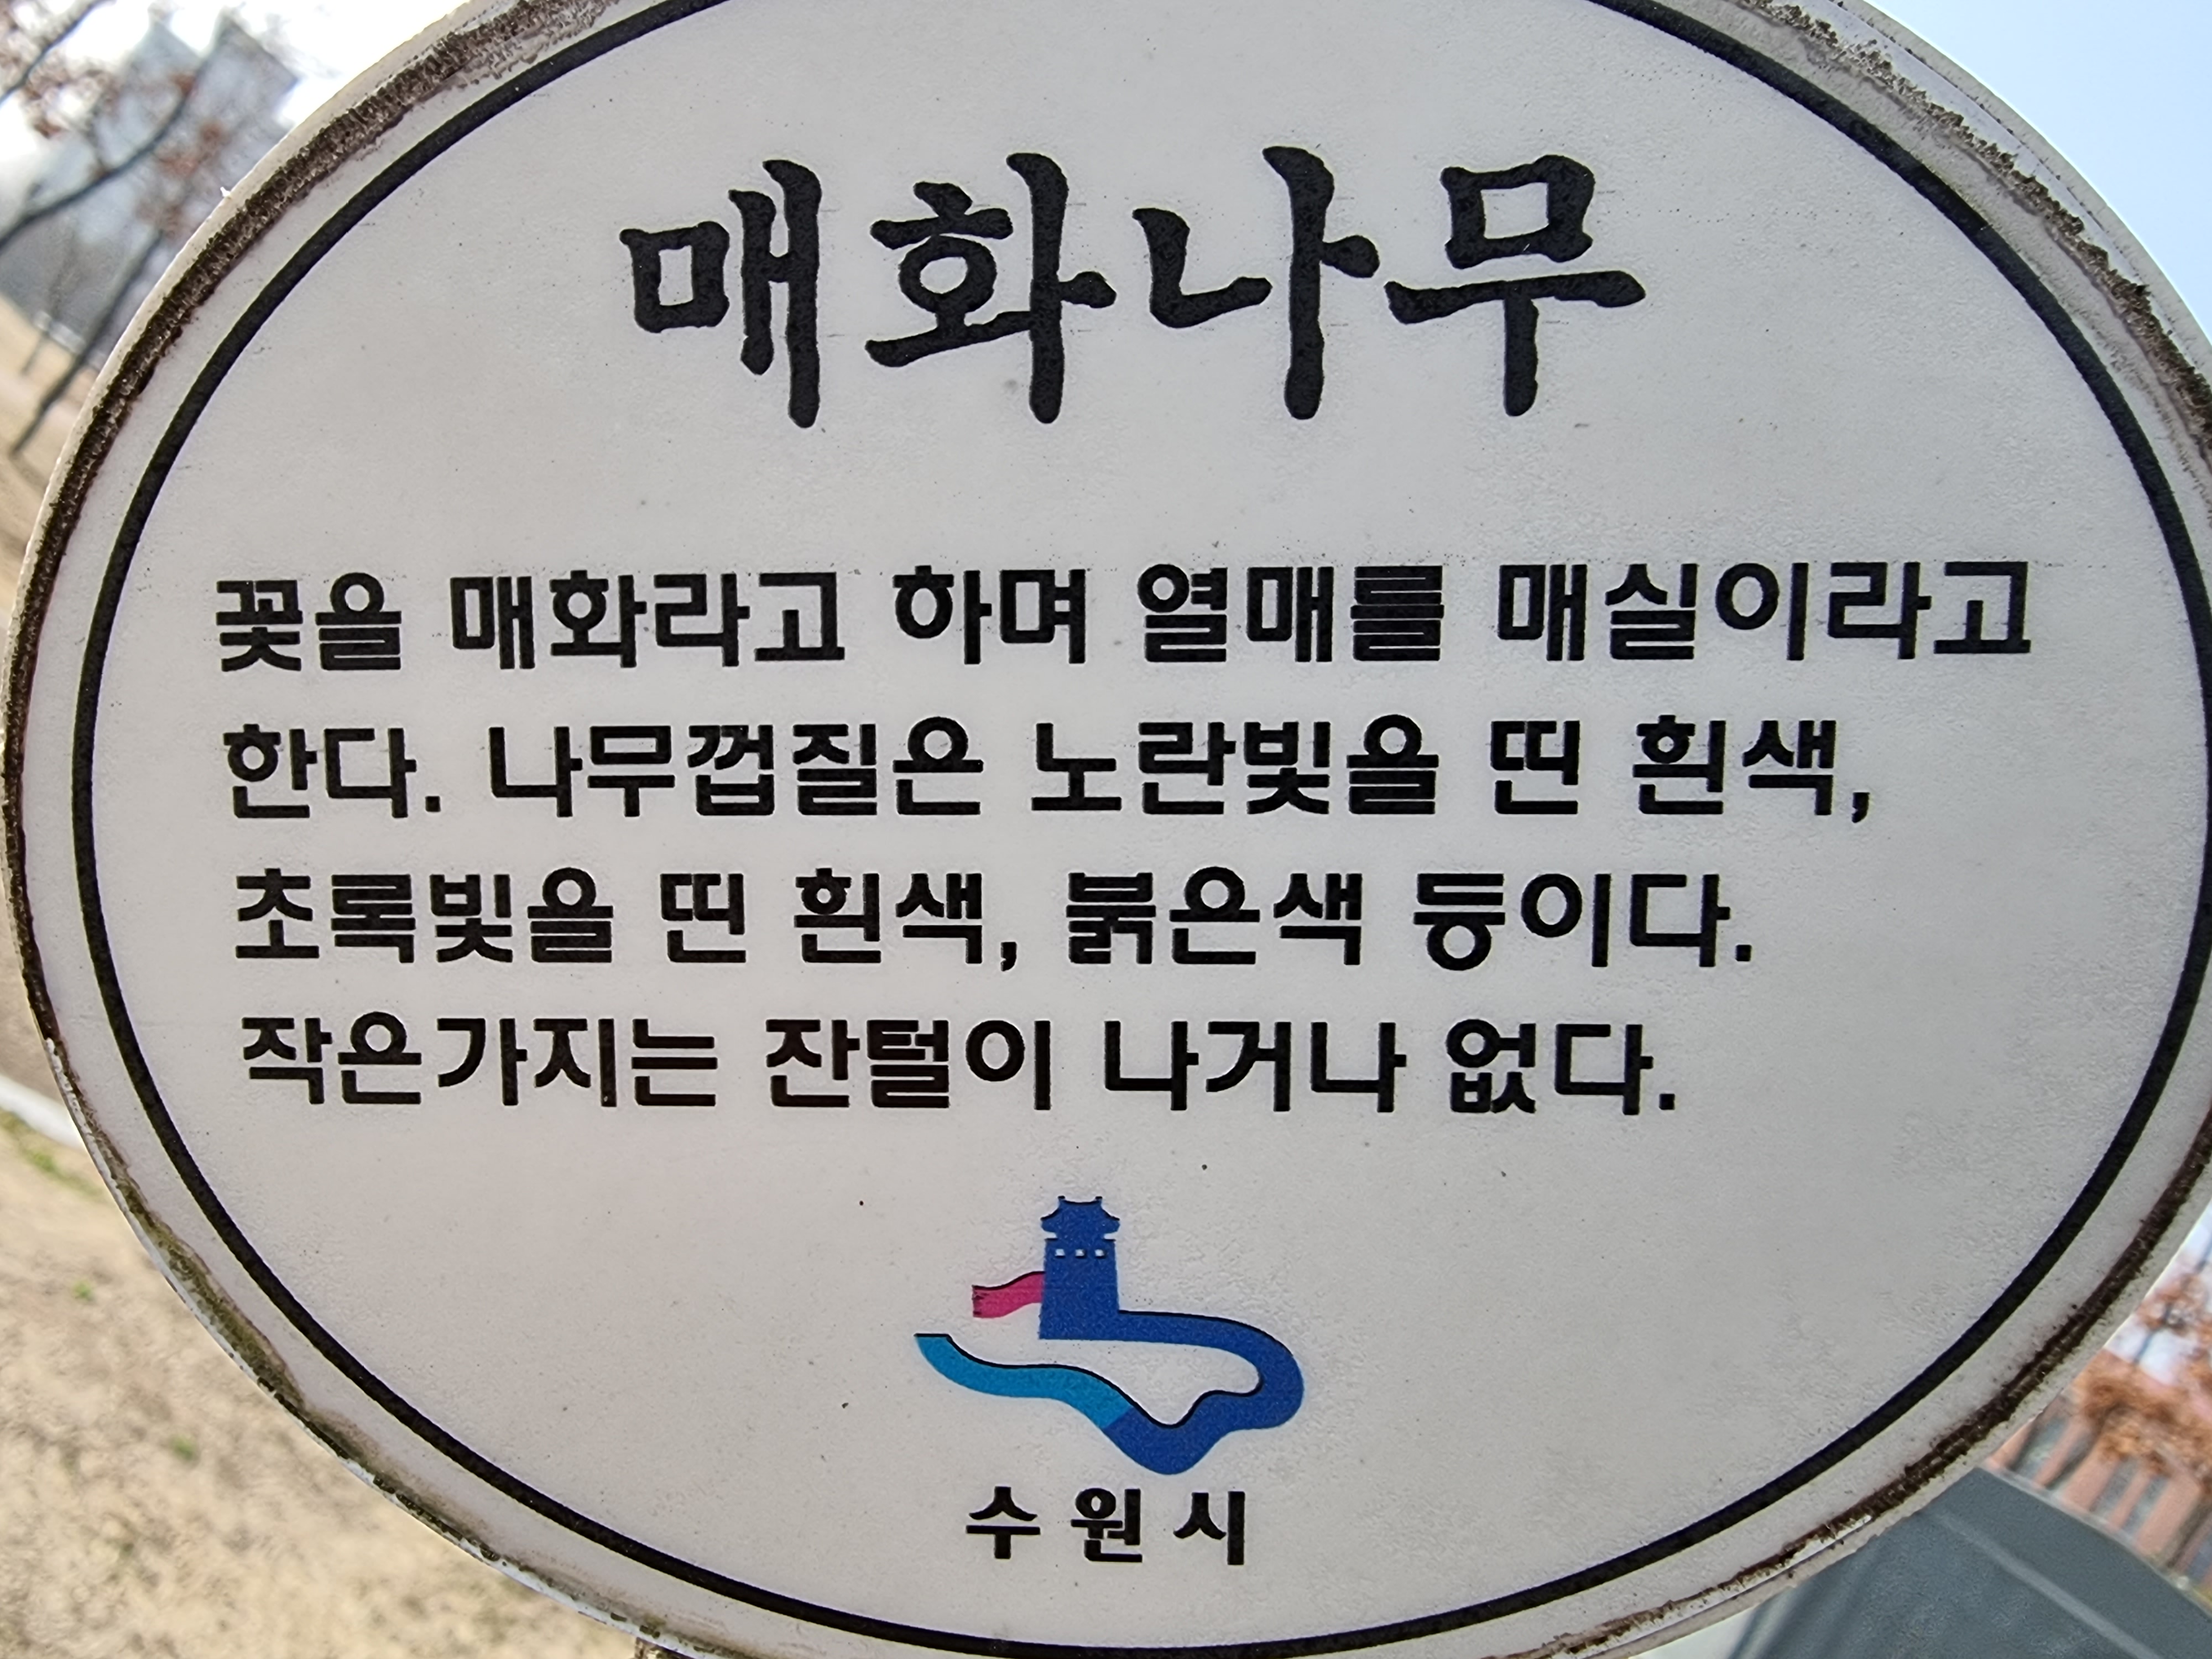 매화나무
꽃을 매화라고 하며 열매를 매실이라고
한다. 나무껍질은 노란빛을 띤 흰색,
초록빛을 띤 흰색, 붉은색 등이다.
작은가지는 잔털이 나거나 없다.
수원시